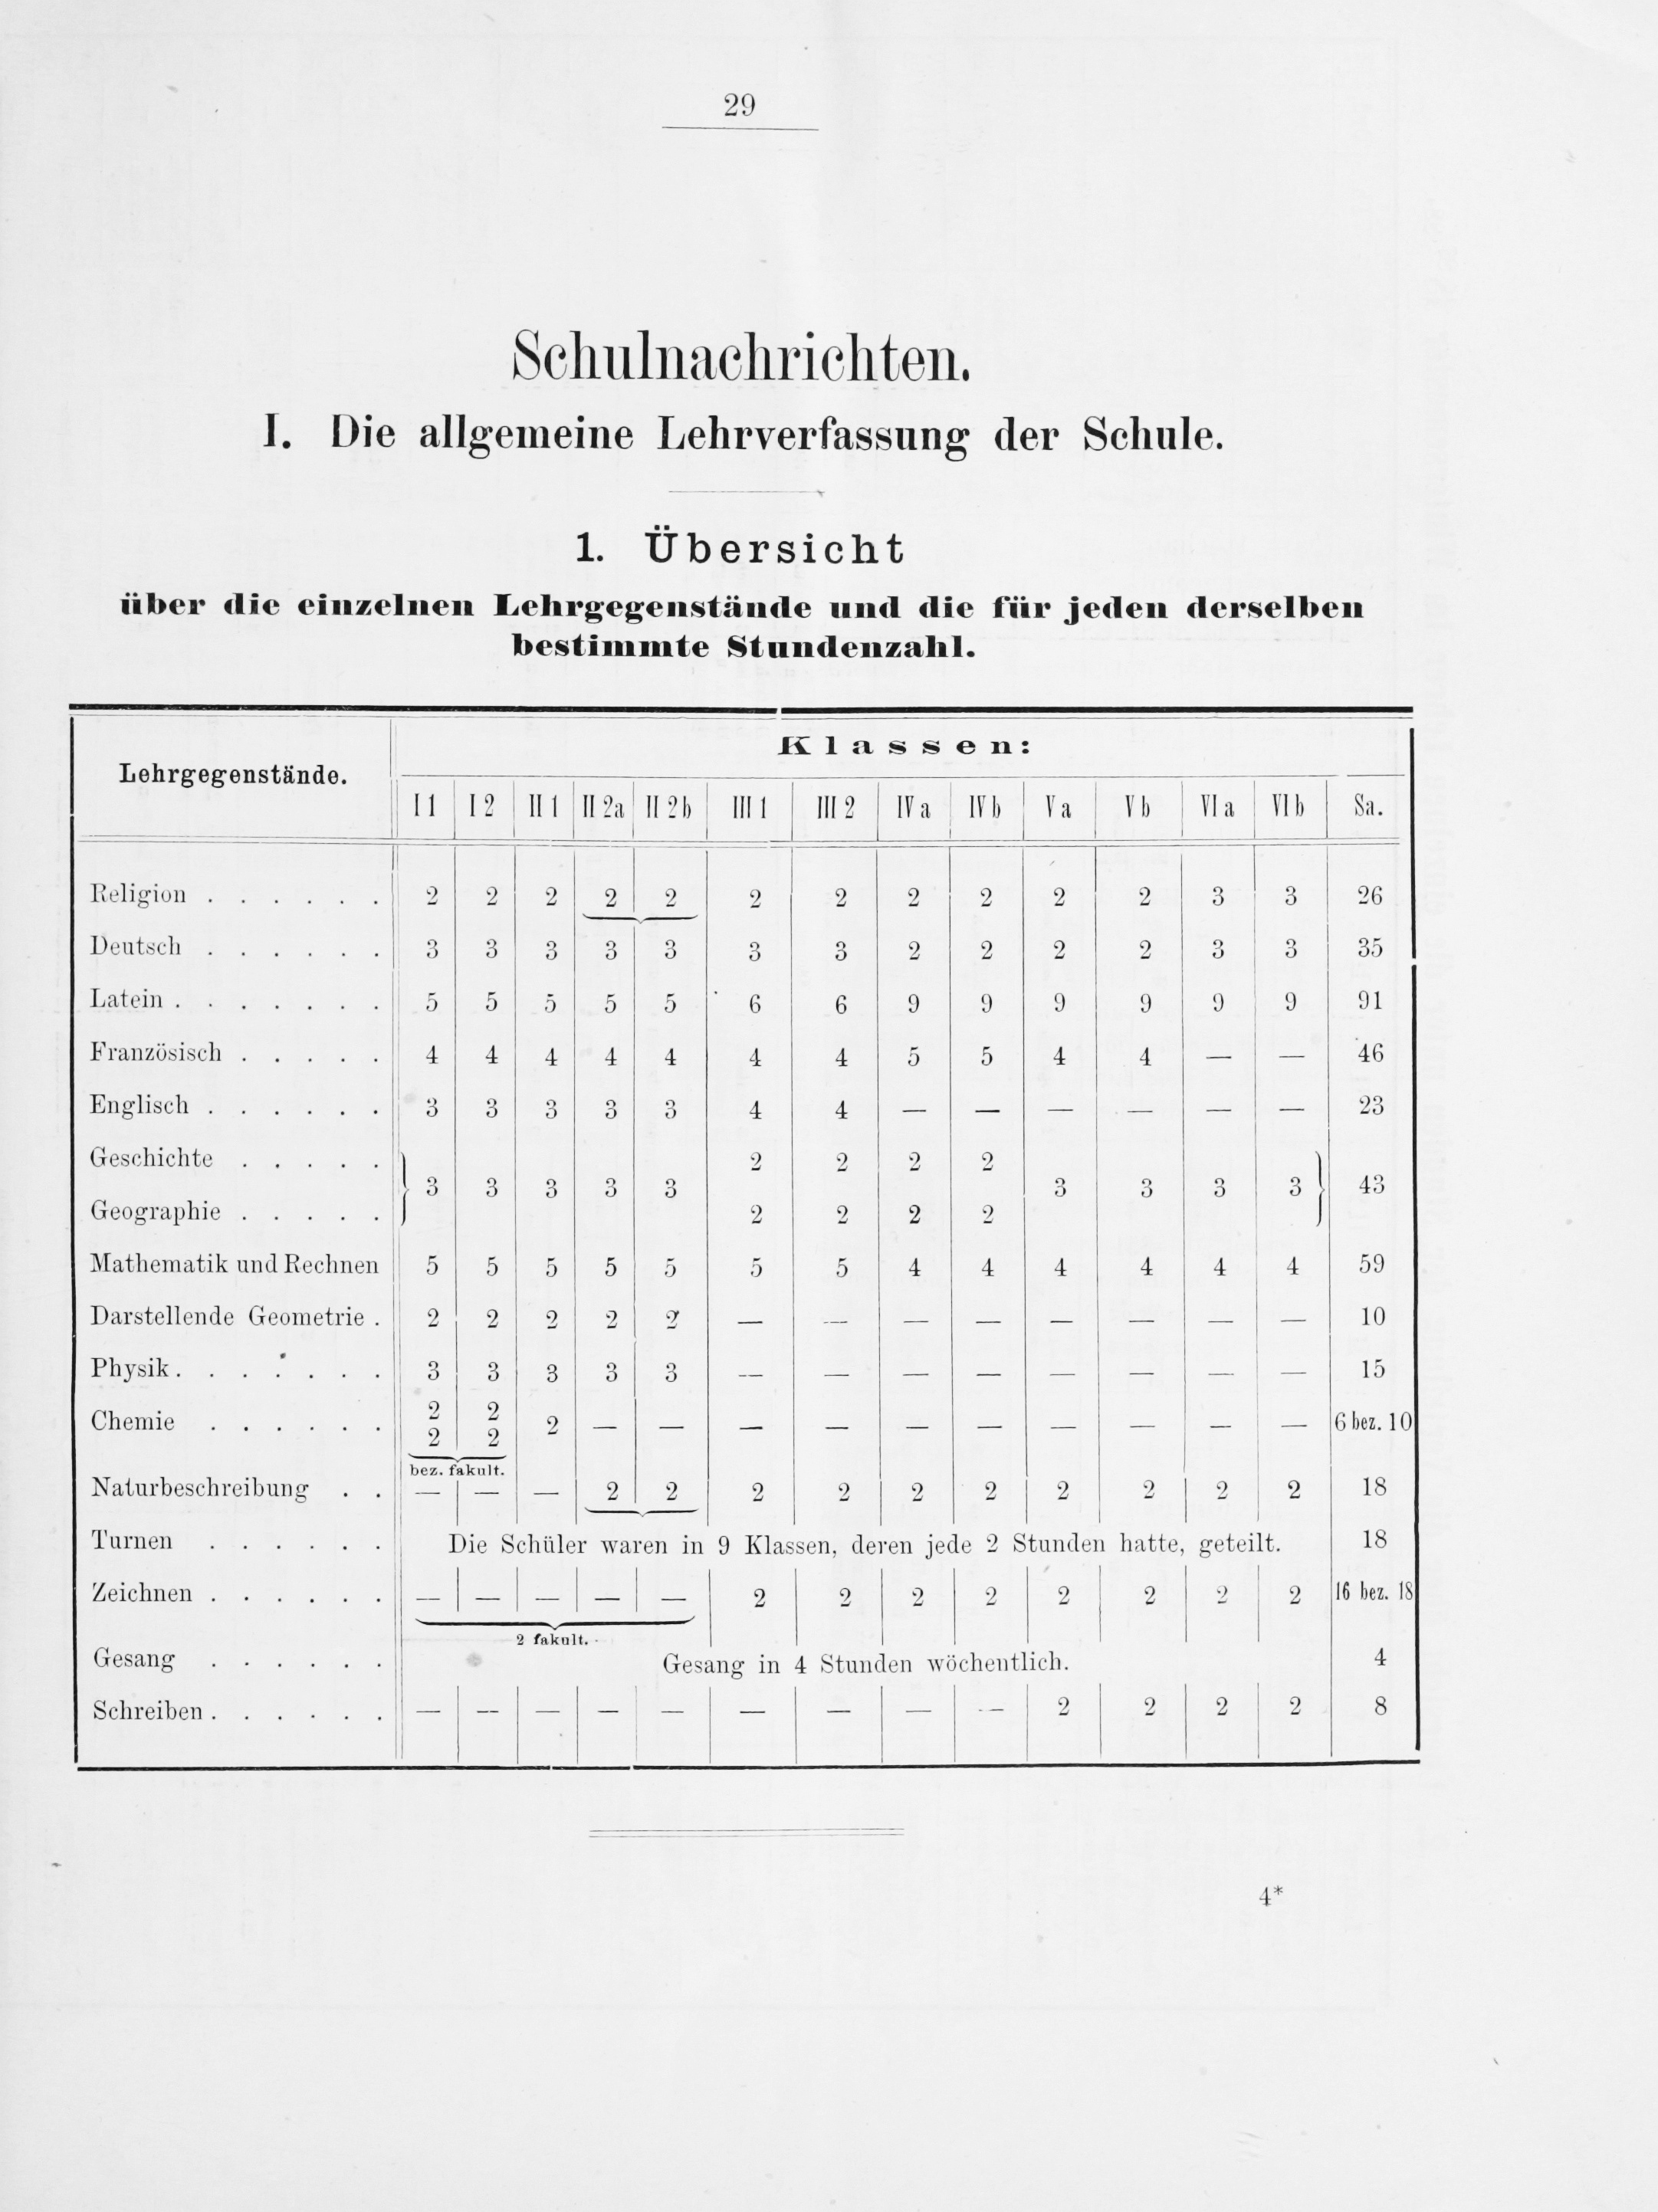 29
Schulnachrichten.
I. Die allgemeine Lehrverfassung der Schule.
1. Übersicht
über die einzelnen Lehrgegenstände und die für jeden derselben
bestimmte Stundenzahl.
Lehrgegenstände. Klassen:
I 1 I 2 II 1 II 2a II 2b III 1 III 2 IV a IV b V a V b VI a VI b Sa.
Religion . . . . . . 2 2 2 2 2 2 2 2 2 2 2 3 3 26
Deutsch . . . . . . 3 3 3 3 3 3 3 2 2 2 2 3 3 35
Latein . . . . . . . 5 5 5 5 5 6 6 9 9 9 9 9 9 91
Französisch . . . . . 4 4 4 4 4 4 4 5 5 4 4 — — 46
Englisch . . . . . . 3 3 3 3 3 4 4 — — — — — — 23
Geschichte . . . . . 2 2 2 2
3 3 3 3 3 3 3 3 3 43
Geographie . . . . . 2 2 2 2
Mathematik und Rechnen 5 5 5 5 5 5 5 4 4 4 4 4 4 59
Darstellende Geometrie . 2 2 2 2 2 — — — — — — — — 10
Physik . . . . . . . 3 3 3 3 3 — — — — — — — — 15
2 2
Chemie . . . . . . 2 — — — — — — — — — — 6 bez. 10
2 2
bez. fakult.
Naturbeschreibung . . — — — 2 2 2 2 2 2 2 2 2 2 18
Turnen . . . . . . Die Schüler waren in 9 Klassen, deren jede 2 Stunden hatte, geteilt. 18
Zeichnen . . . . . . — — — — — 2 2 2 2 2 2 2 2 16 bez. 18
2 fakult.
Gesang . . . . . . Gesang in 4 Stunden wöchentlich. 4
Schreiben . . . . . . — — — — — — — — — 2 2 2 2 8
4*